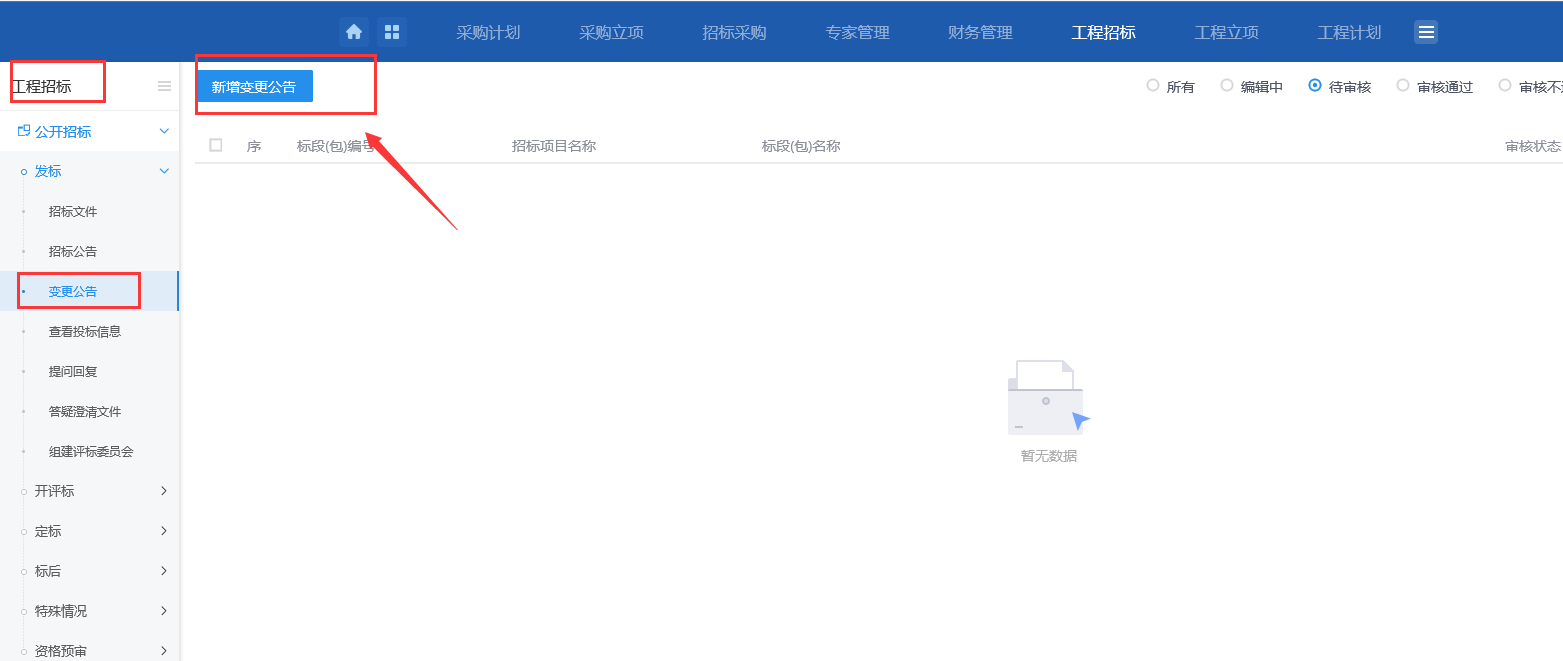 采购计划 采购立项 招标采购 专家管理 财务管理 工程招标 工程立项 工程计划
工程招标
新增变更公告
所有 编辑中 待审核 审核通过 审核不
公开招标
序 标段(包)编号 招标项目名称 标段(包)名称 审核状态
发标
招标文件
招标公告
变更公告
查看投标信息
提问回复
答疑澄清文件
组建评标委员会
暂无数据
开评标
定标
标后
特殊情况
资格预审